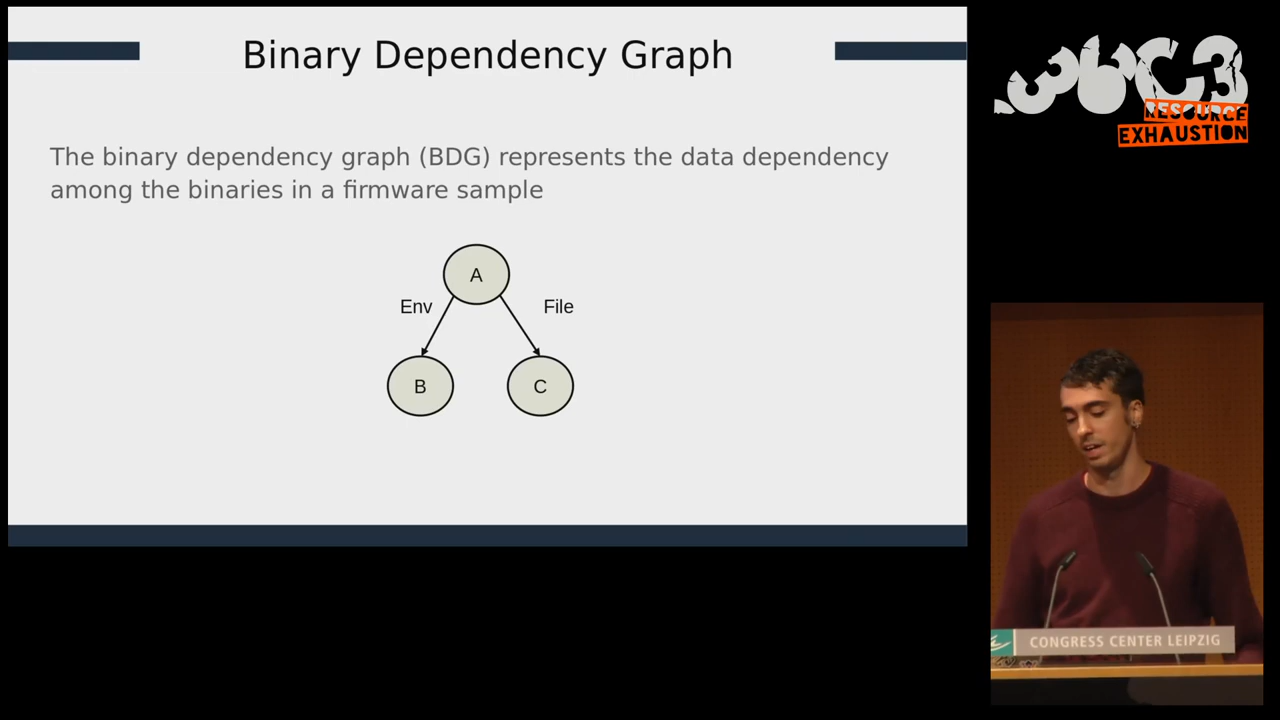 Binary Dependency Graph
The binary dependency graph (BDG) represents the data dependency
among the binaries in a firmware sample
A
Env
File
B
C
36C3
RESOURCE
EXHAUSTION
CONGRESS CENTER LEIPZIG